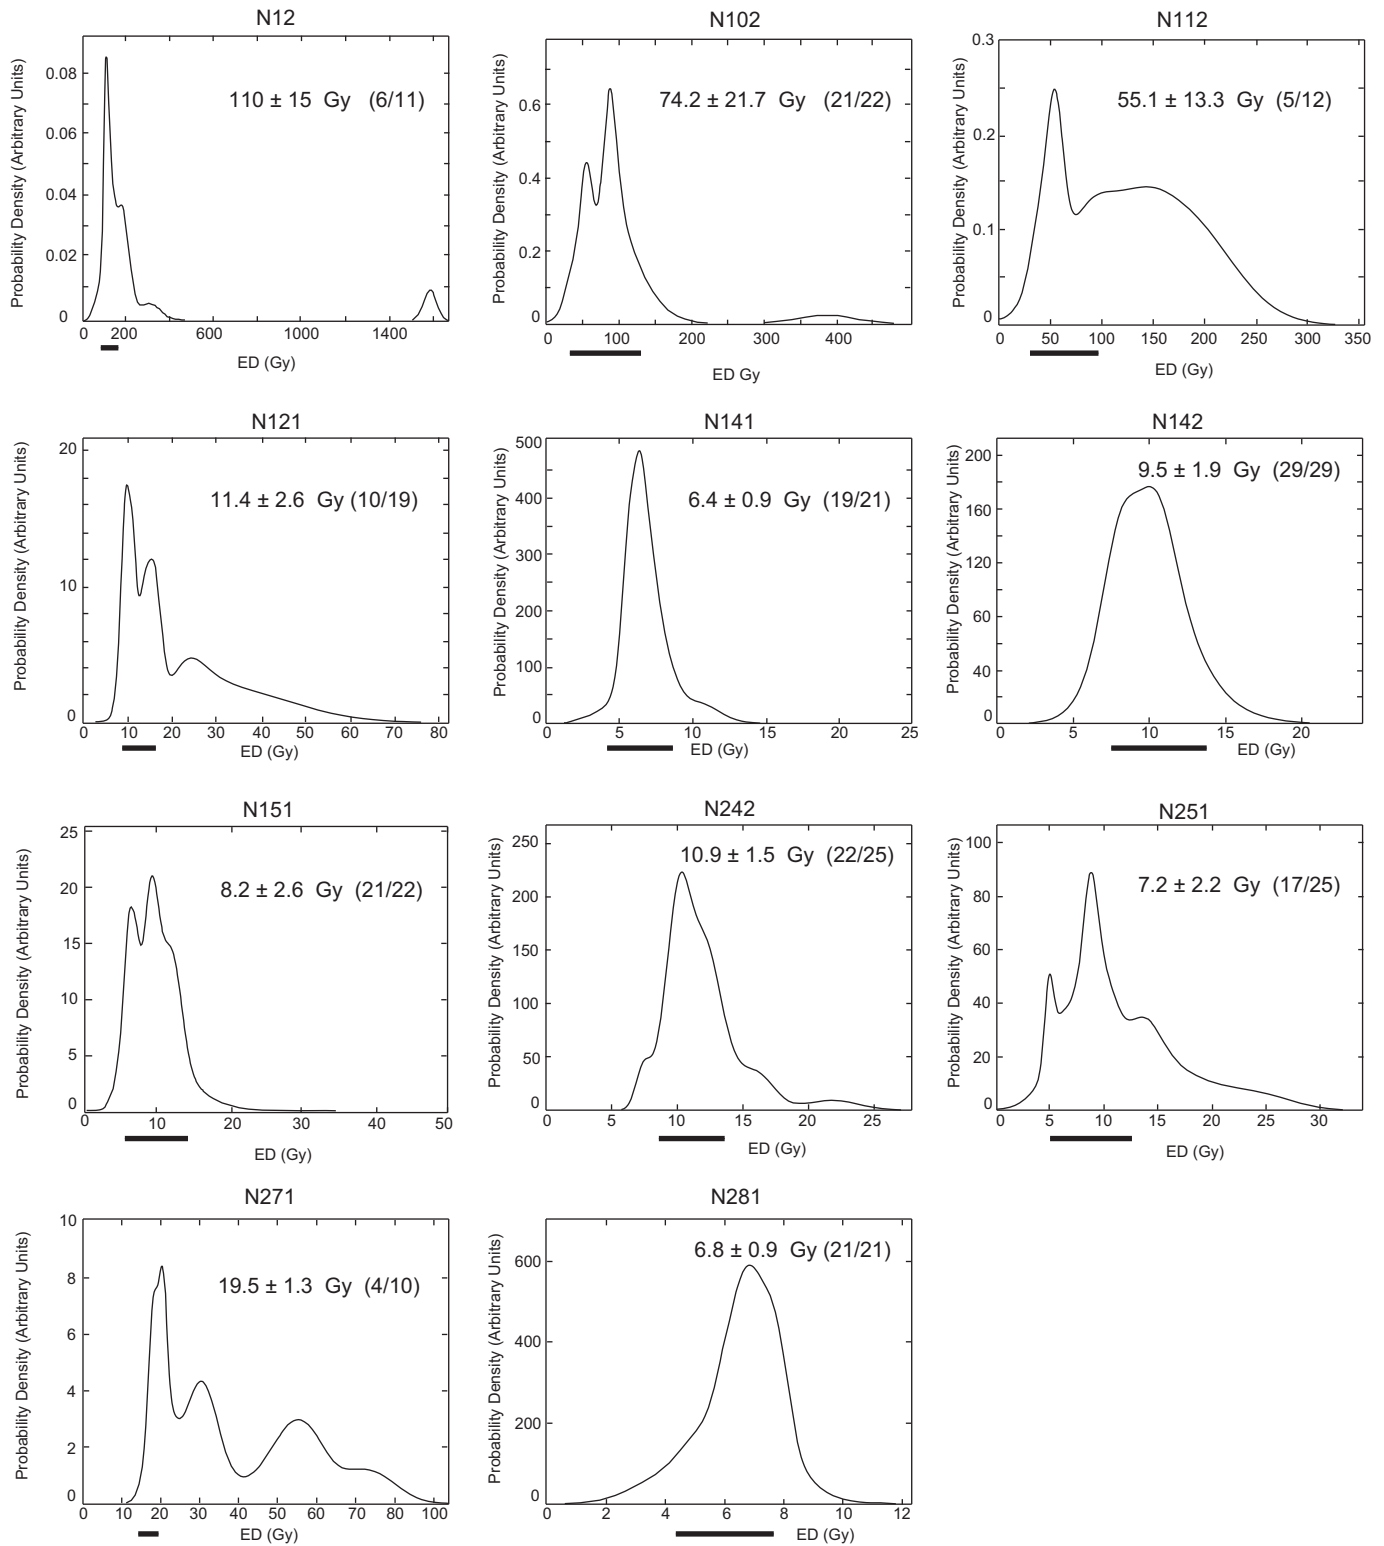 N12
Probability Density (Arbitrary Units)
0.08
0.06
0.04
0.02
0
110 ± 15 Gy (6/11)
0 200 600 1000 1400
ED (Gy)
N102
Probability Density (Arbitrary Units)
0.6
0.4
0.2
0
74.2 ± 21.7 Gy (21/22)
0 100 200 300 400
ED Gy
N112
Probability Density (Arbitrary Units)
0.3
0.2
0.1
0
55.1 ± 13.3 Gy (5/12)
0 50 100 150 200 250 300 350
ED (Gy)
N121
Probability Density (Arbitrary Units)
20
10
0
11.4 ± 2.6 Gy (10/19)
0 10 20 30 40 50 60 70 80
ED (Gy)
N141
Probability Density (Arbitrary Units)
500
400
300
200
100
0
6.4 ± 0.9 Gy (19/21)
0 5 10 15 20 25
ED (Gy)
N142
Probability Density (Arbitrary Units)
200
160
120
60
40
0
9.5 ± 1.9 Gy (29/29)
0 5 10 15 20
ED (Gy)
N151
Probability Density (Arbitrary Units)
25
20
15
10
5
0
8.2 ± 2.6 Gy (21/22)
0 10 20 30 40 50
ED (Gy)
N242
Probability Density (Arbitrary Units)
250
200
150
100
50
0
10.9 ± 1.5 Gy (22/25)
5 10 15 20 25
ED (Gy)
N251
Probability Density (Arbitrary Units)
100
80
60
40
20
0
7.2 ± 2.2 Gy (17/25)
0 5 10 15 20 25 30
ED (Gy)
N271
Probability Density (Arbitrary Units)
10
8
6
4
2
0
19.5 ± 1.3 Gy (4/10)
0 10 20 30 40 50 60 70 80 90 100
ED (Gy)
N281
Probability Density (Arbitrary Units)
600
400
200
0
6.8 ± 0.9 Gy (21/21)
0 2 4 6 8 10 12
ED (Gy)